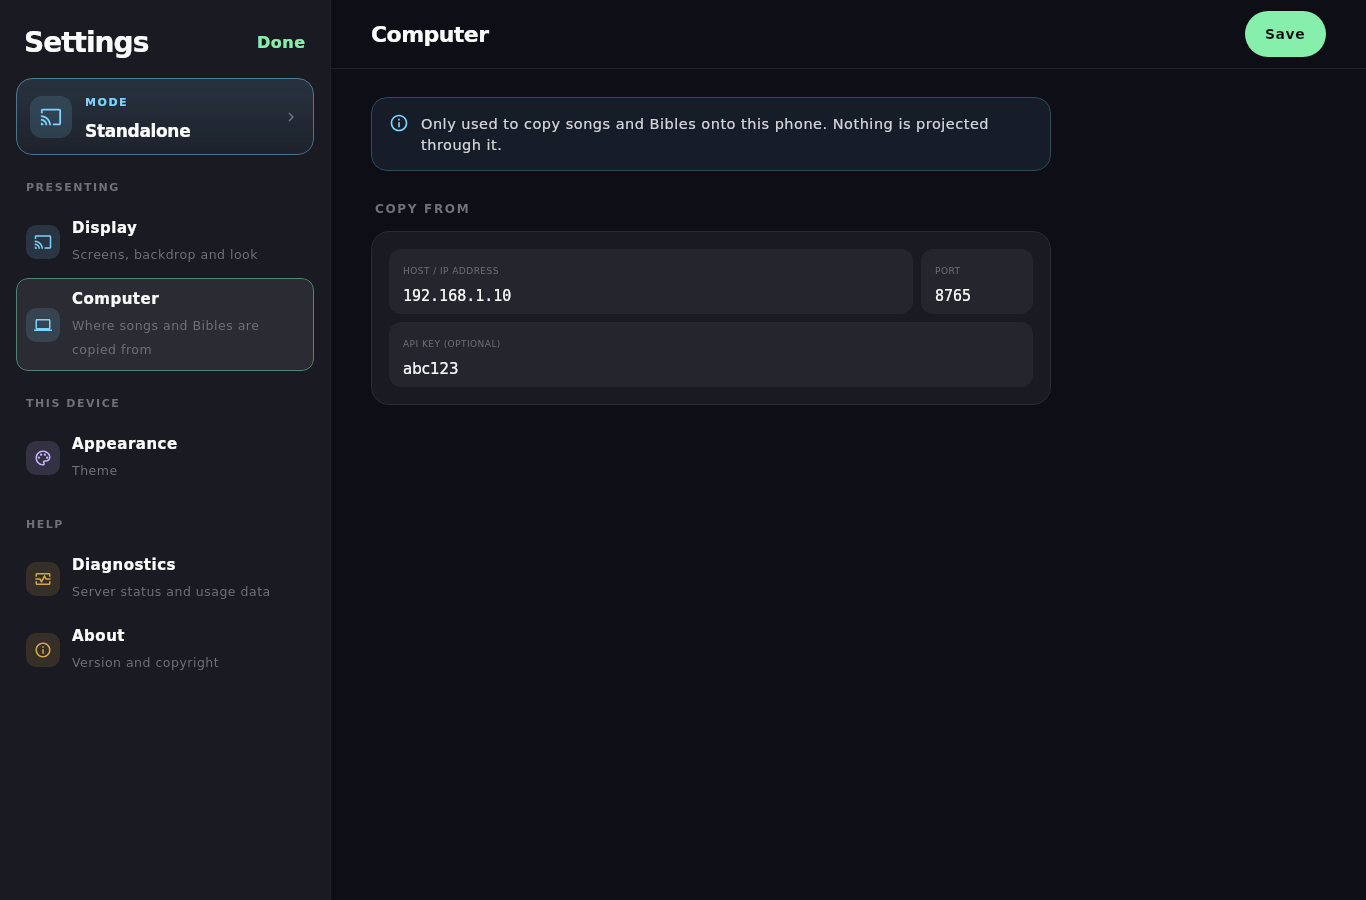 Settings
Done
MODE
Standalone
PRESENTING
Display
Screens, backdrop and look
Computer
Where songs and Bibles are
copied from
THIS DEVICE
Appearance
Theme
HELP
Diagnostics
Server status and usage data
About
Version and copyright
Computer
Save
Only used to copy songs and Bibles onto this phone. Nothing is projected
through it.
COPY FROM
HOST / IP ADDRESS
192.168.1.10
PORT
8765
API KEY (OPTIONAL)
abc123